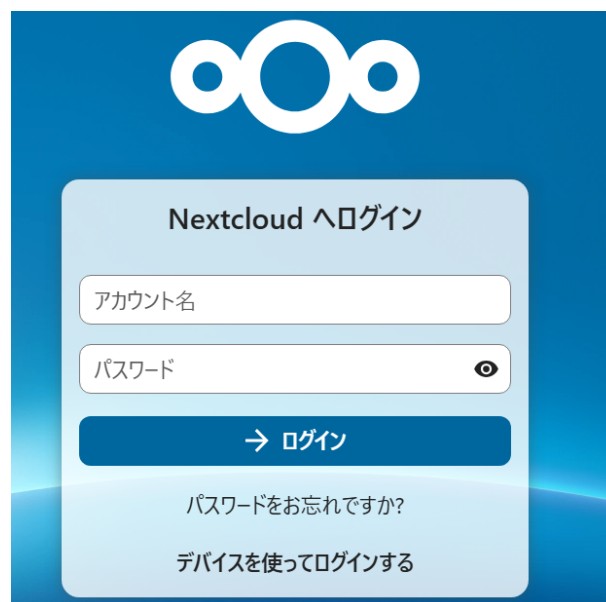 Nextcloud へログイン
アカウント名
パスワード
→ ログイン
パスワードをお忘れですか?
デバイスを使ってログインする